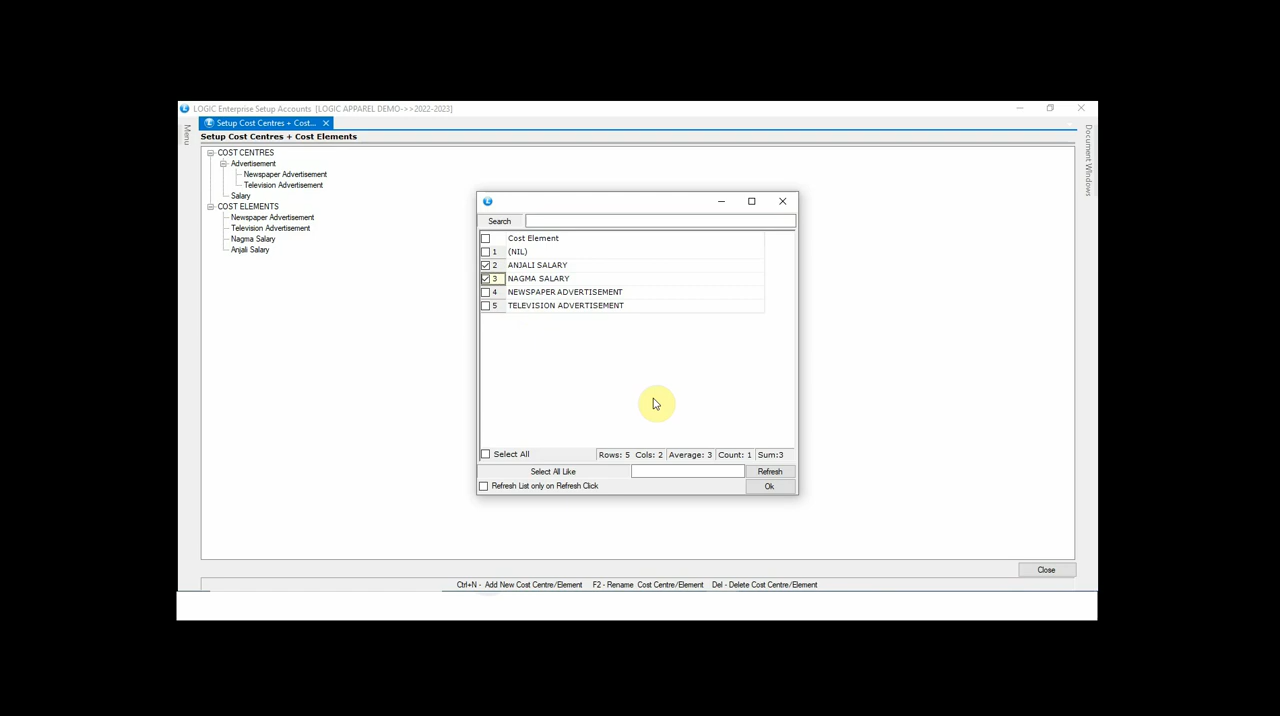 LOGIC Enterprise Setup Accounts [LOGIC APPAREL DEMO->>2022-2023]
Menu
Setup Cost Centres + Cost...
Document Windows
Setup Cost Centres + Cost Elements
COST CENTRES
Advertisement
Newspaper Advertisement
Television Advertisement
Salary
COST ELEMENTS
Newspaper Advertisement
Television Advertisement
Nagma Salary
Anjali Salary
Search
Cost Element
1 (NIL)
2 ANJALI SALARY
3 NAGMA SALARY
4 NEWSPAPER ADVERTISEMENT
5 TELEVISION ADVERTISEMENT
Select All Rows: 5 Cols: 2 Average: 3 Count: 1 Sum:3
Select All Like Refresh
Refresh List only on Refresh Click Ok
Close
Ctrl+N - Add New Cost Centre/Element F2 - Rename Cost Centre/Element Del - Delete Cost Centre/Element